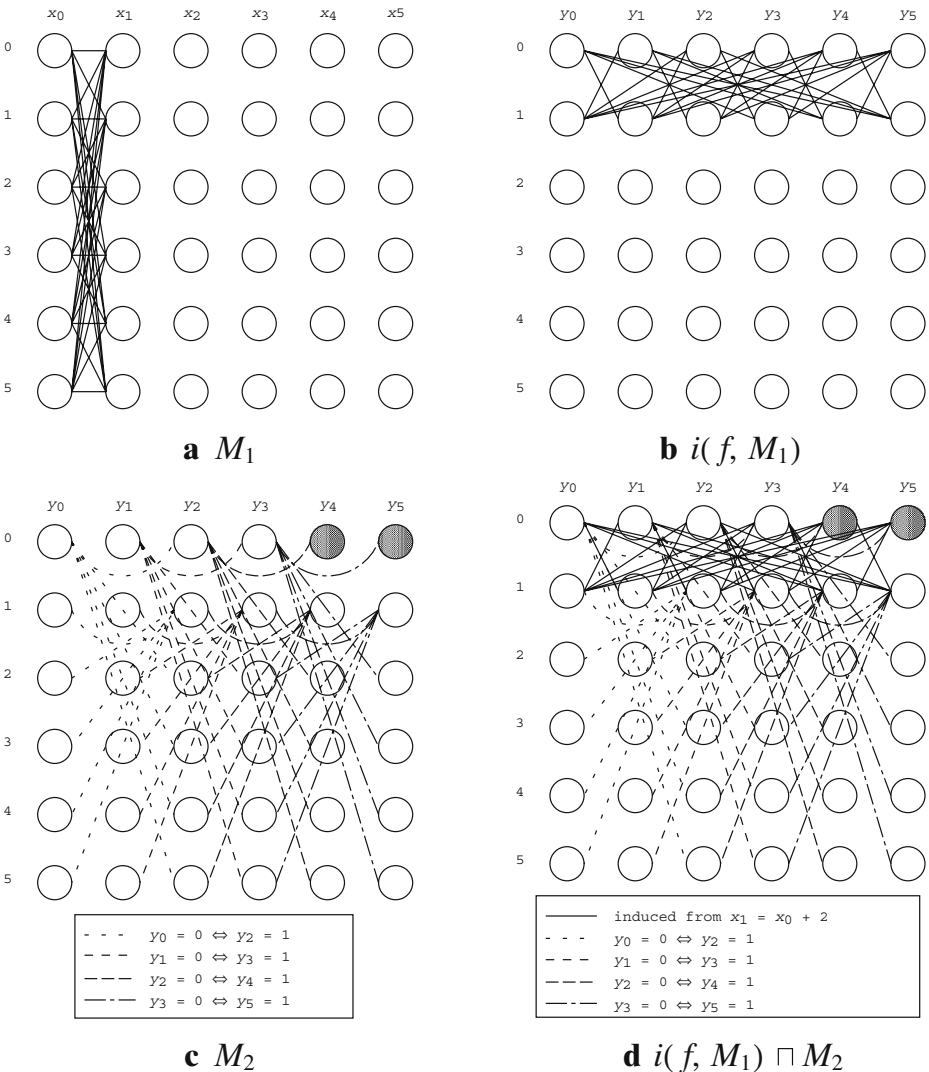 x0 x1 x2 x3 x4 x5
0
1
2
3
4
5
a M1
y0 y1 y2 y3 y4 y5
0
1
2
3
4
5
b i(f, M1)
y0 y1 y2 y3 y4 y5
0
1
2
3
4
5
y0 = 0 ⇔ y2 = 1
y1 = 0 ⇔ y3 = 1
y2 = 0 ⇔ y4 = 1
y3 = 0 ⇔ y5 = 1
c M2
y0 y1 y2 y3 y4 y5
0
1
2
3
4
5
induced from x1 = x0 + 2
y0 = 0 ⇔ y2 = 1
y1 = 0 ⇔ y3 = 1
y2 = 0 ⇔ y4 = 1
y3 = 0 ⇔ y5 = 1
d i(f, M1) ⊓ M2